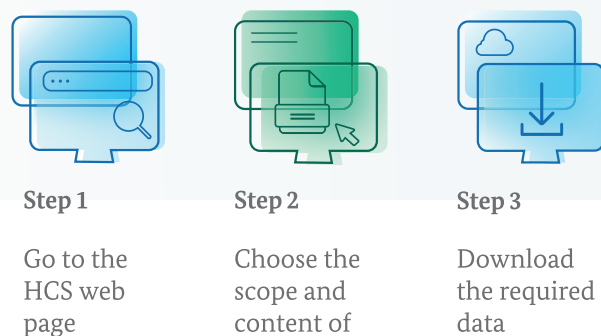 Step 1
Go to the
HCS web
page
Step 2
Choose the
scope and
content of
Step 3
Download
the required
data